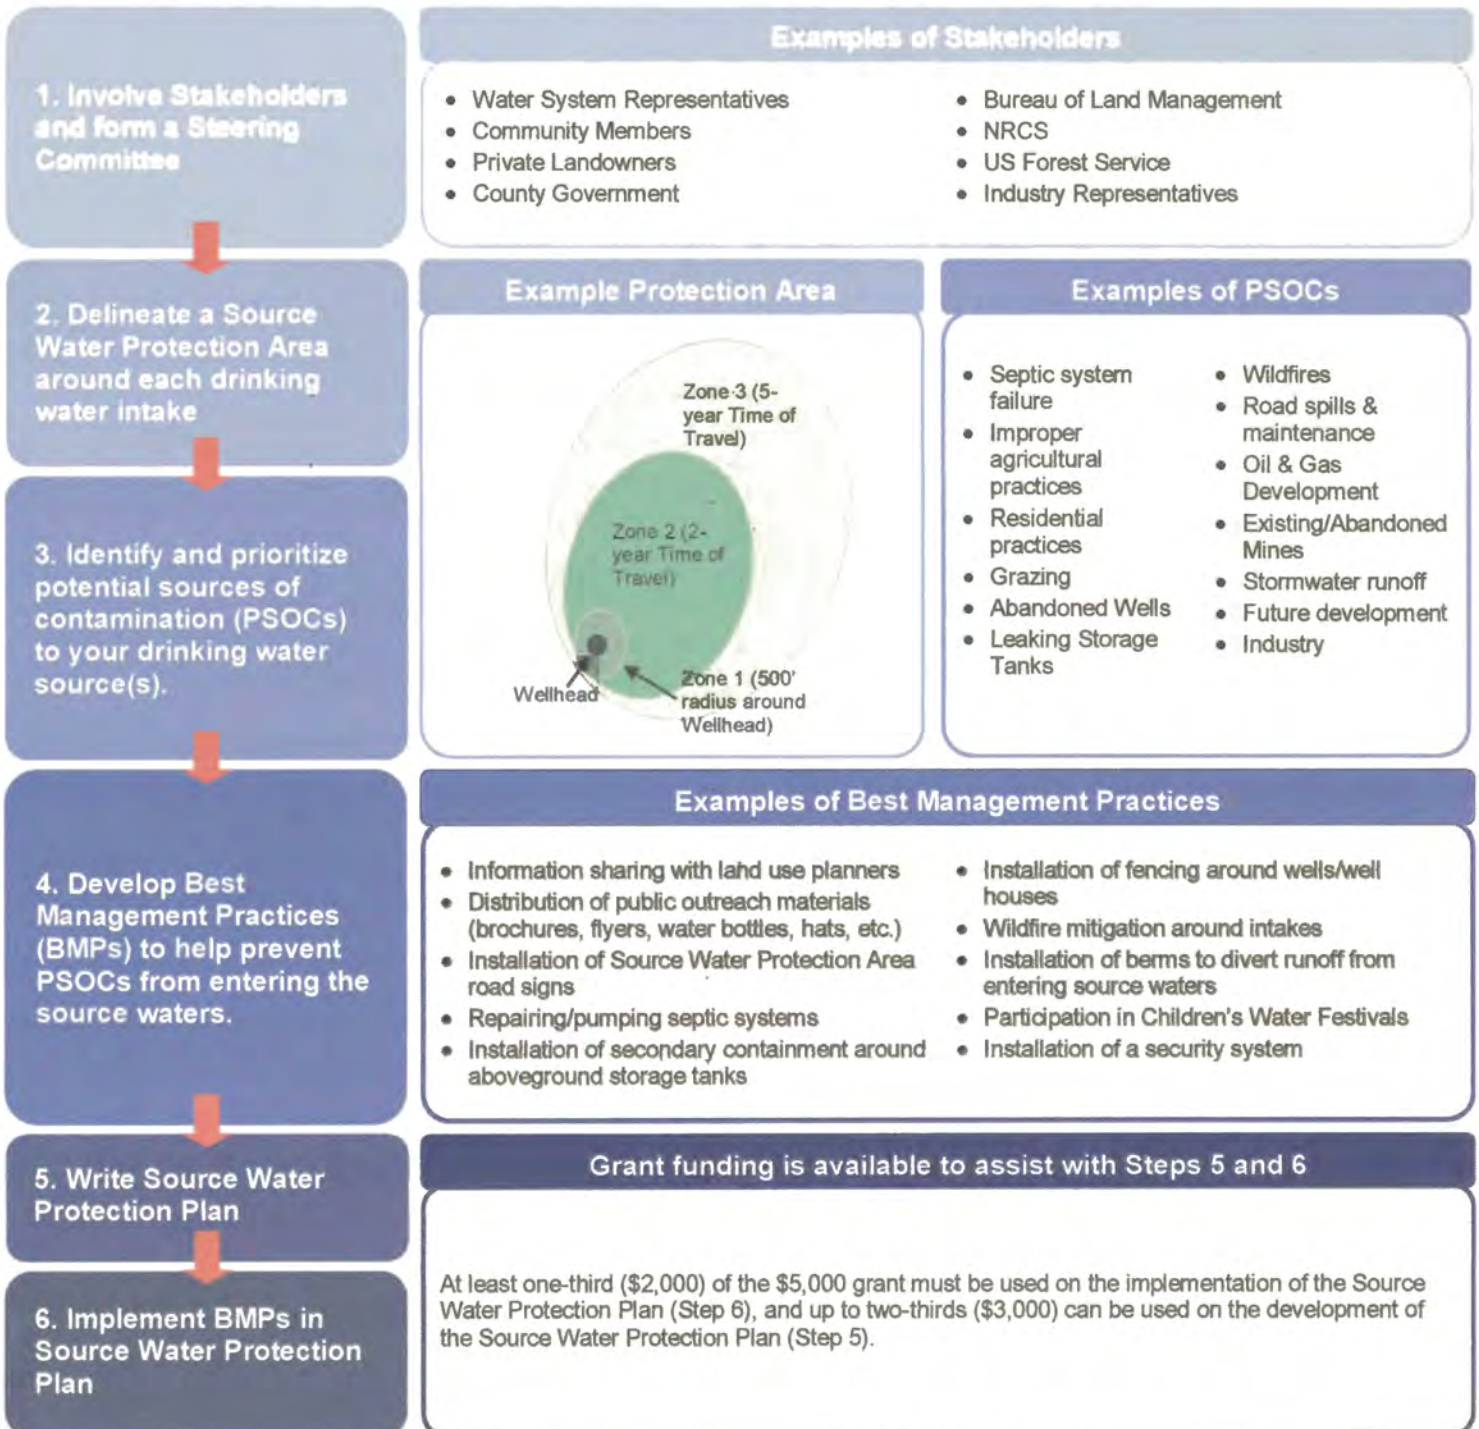 1. Involve Stakeholders
and form a Steering
Committee
Examples of Stakeholders
• Water System Representatives
• Community Members
• Private Landowners
• County Government
• Bureau of Land Management
• NRCS
• US Forest Service
• Industry Representatives
2. Delineate a Source
Water Protection Area
around each drinking
water intake
Example Protection Area
Zone 3 (5-
year Time of
Travel)
Zone 2 (2-
year Time of
Travel)
Wellhead
Zone 1 (500'
radius around
Wellhead)
Examples of PSOCs
• Septic system
failure
• Improper
agricultural
practices
• Residential
practices
• Grazing
• Abandoned Wells
• Leaking Storage
Tanks
• Wildfires
• Road spills &
maintenance
• Oil & Gas
Development
• Existing/Abandoned
Mines
• Stormwater runoff
• Future development
• Industry
3. Identify and prioritize
potential sources of
contamination (PSOCs)
to your drinking water
source(s).
4. Develop Best
Management Practices
(BMPs) to help prevent
PSOCs from entering the
source waters.
Examples of Best Management Practices
• Information sharing with land use planners
• Distribution of public outreach materials
(brochures, flyers, water bottles, hats, etc.)
• Installation of Source Water Protection Area
road signs
• Repairing/pumping septic systems
• Installation of secondary containment around
aboveground storage tanks
• Installation of fencing around wells/well
houses
• Wildfire mitigation around intakes
• Installation of berms to divert runoff from
entering source waters
• Participation in Children's Water Festivals
• Installation of a security system
5. Write Source Water
Protection Plan
Grant funding is available to assist with Steps 5 and 6
At least one-third ($2,000) of the $5,000 grant must be used on the implementation of the Source
Water Protection Plan (Step 6), and up to two-thirds ($3,000) can be used on the development of
the Source Water Protection Plan (Step 5).
6. Implement BMPs in
Source Water Protection
Plan